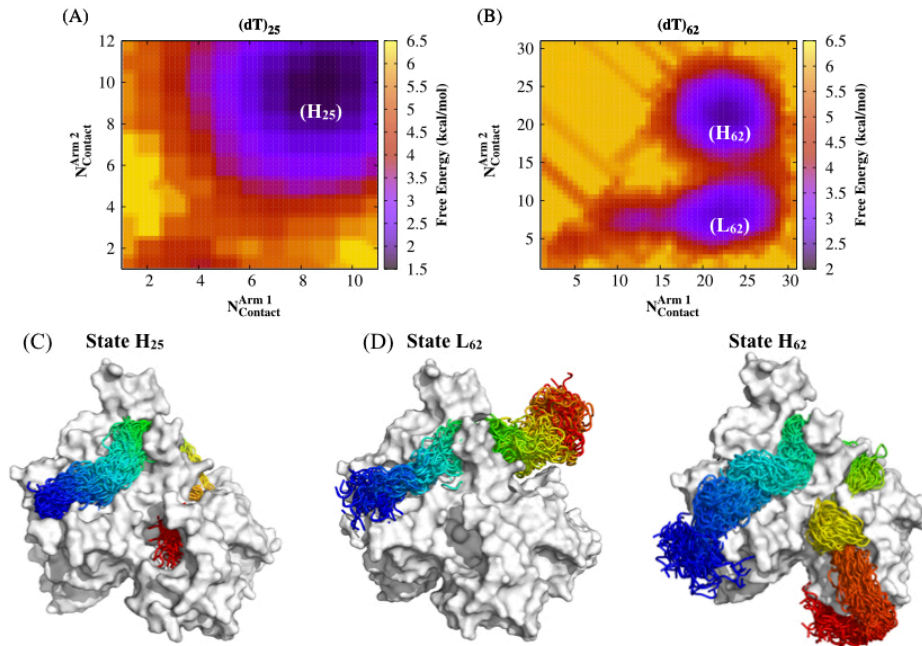 (A)
(dT)25
12
10
8
6
4
2
2
4
6
8
10
N Arm 2 Contact
N Arm 1 Contact
(H25)
6.5
6
5.5
5
4.5
4
3.5
3
2.5
2
1.5
Free Energy (kcal/mol)
(B)
(dT)62
30
25
20
15
10
5
5
10
15
20
25
30
N Arm 2 Contact
N Arm 1 Contact
(H62)
(L62)
6.5
6
5.5
5
4.5
4
3.5
3
2.5
2
Free Energy (kcal/mol)
(C)
State H25
(D)
State L62
State H62